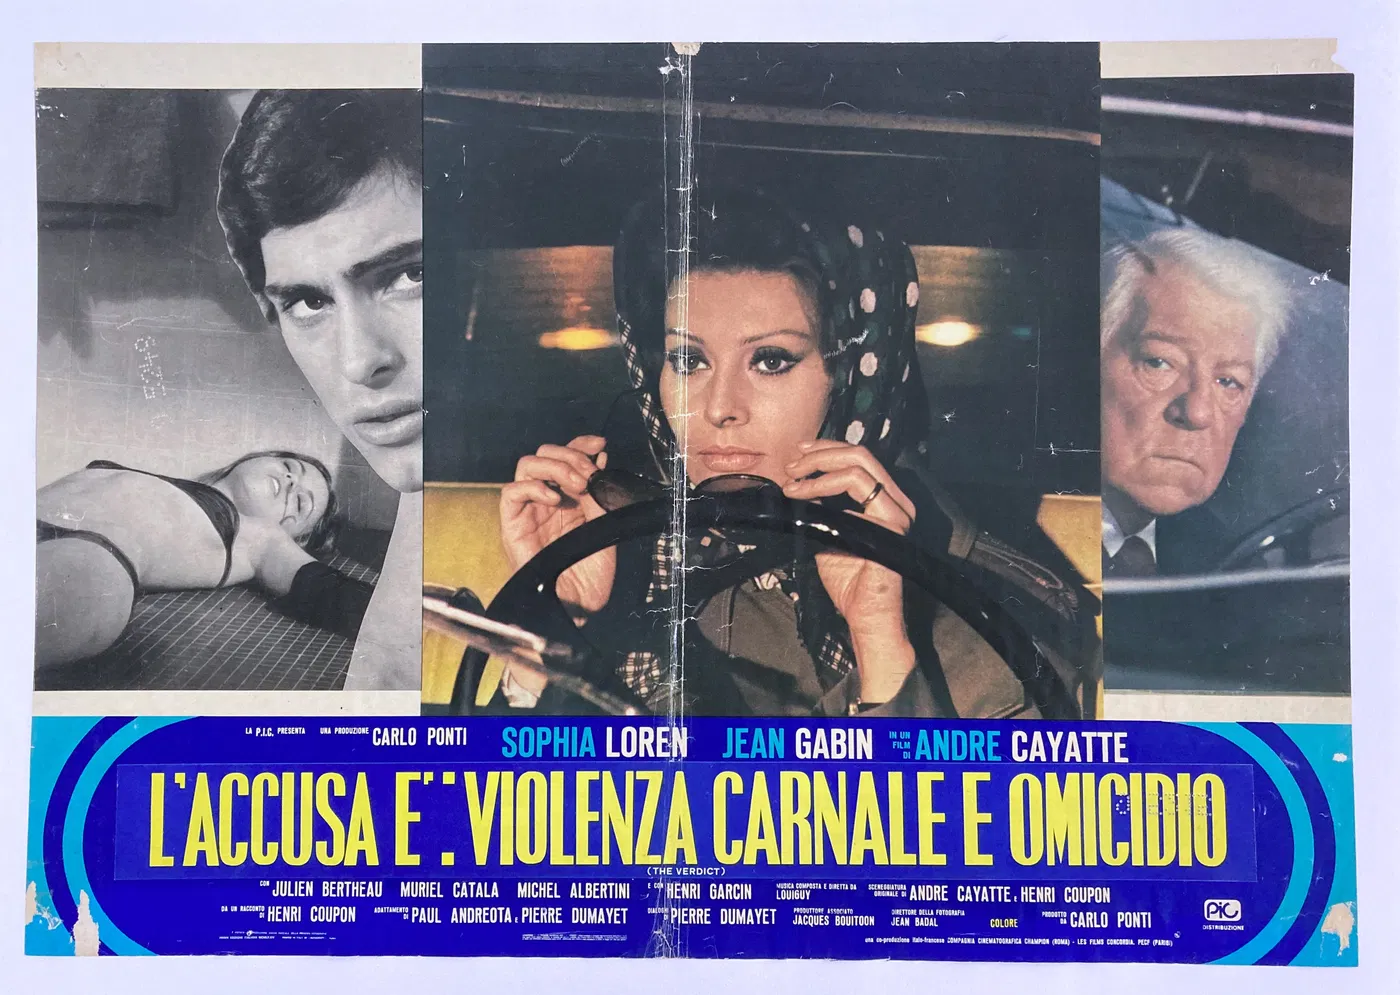 LA P.I.C. PRESENTA UNA PRODUZIONE CARLO PONTI SOPHIA LOREN JEAN GABIN IN UN FILM DI ANDRE CAYATTE
L'ACCUSA E': VIOLENZA CARNALE E OMICIDIO
(THE VERDICT)
CON JULIEN BERTHEAU MURIEL CATALA MICHEL ALBERTINI E CON HENRI GARCIN MUSICA COMPOSTA E DIRETTA DA LOUIGUY SCENEGGIATURA ORIGINALE DI ANDRE CAYATTE E HENRI COUPON
DA UN RACCONTO DI HENRI COUPON ADATTAMENTO DI PAUL ANDREOTA E PIERRE DUMAYET DIALOGHI DI PIERRE DUMAYET PRODUTTORE ASSOCIATO JACQUES BOUITOON DIRETTORE DELLA FOTOGRAFIA JEAN BADAL COLORE PRODOTTO DA CARLO PONTI
PIC
DISTRIBUZIONE
una co-produzione italo-francese COMPAGNIA CINEMATOGRAFICA CHAMPION (ROMA) - LES FILMS CONCORDIA, PECF (PARIGI)